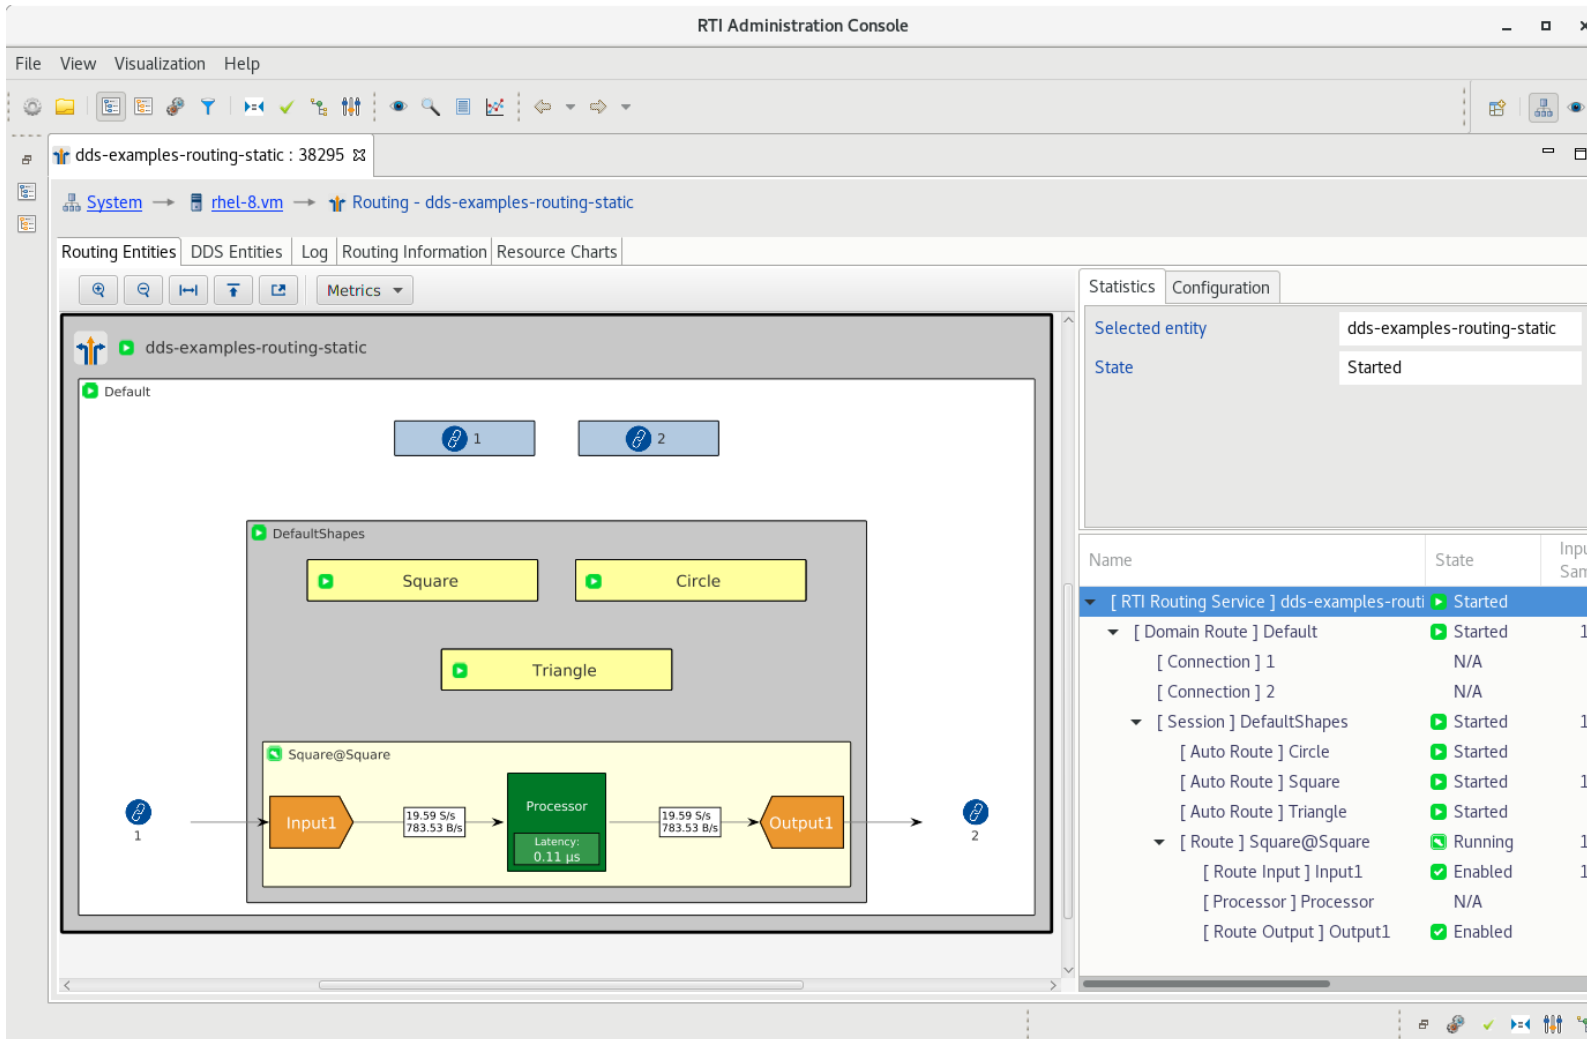 RTI Administration Console
File View Visualization Help
dds-examples-routing-static : 38295
System → rhel-8.vm → Routing - dds-examples-routing-static
Routing Entities DDS Entities Log Routing Information Resource Charts
Metrics
Statistics Configuration
Selected entity dds-examples-routing-static
State Started
dds-examples-routing-static
Default
1 2
DefaultShapes
Square Circle
Triangle
Square@Square
Input1
19.59 S/s
783.53 B/s
Processor
Latency:
0.11 µs
19.59 S/s
783.53 B/s
Output1
1
2
Name State
[ RTI Routing Service ] dds-examples-routi Started
[ Domain Route ] Default Started 1
[ Connection ] 1 N/A
[ Connection ] 2 N/A
[ Session ] DefaultShapes Started 1
[ Auto Route ] Circle Started
[ Auto Route ] Square Started 1
[ Auto Route ] Triangle Started
[ Route ] Square@Square Running 1
[ Route Input ] Input1 Enabled 1
[ Processor ] Processor N/A
[ Route Output ] Output1 Enabled